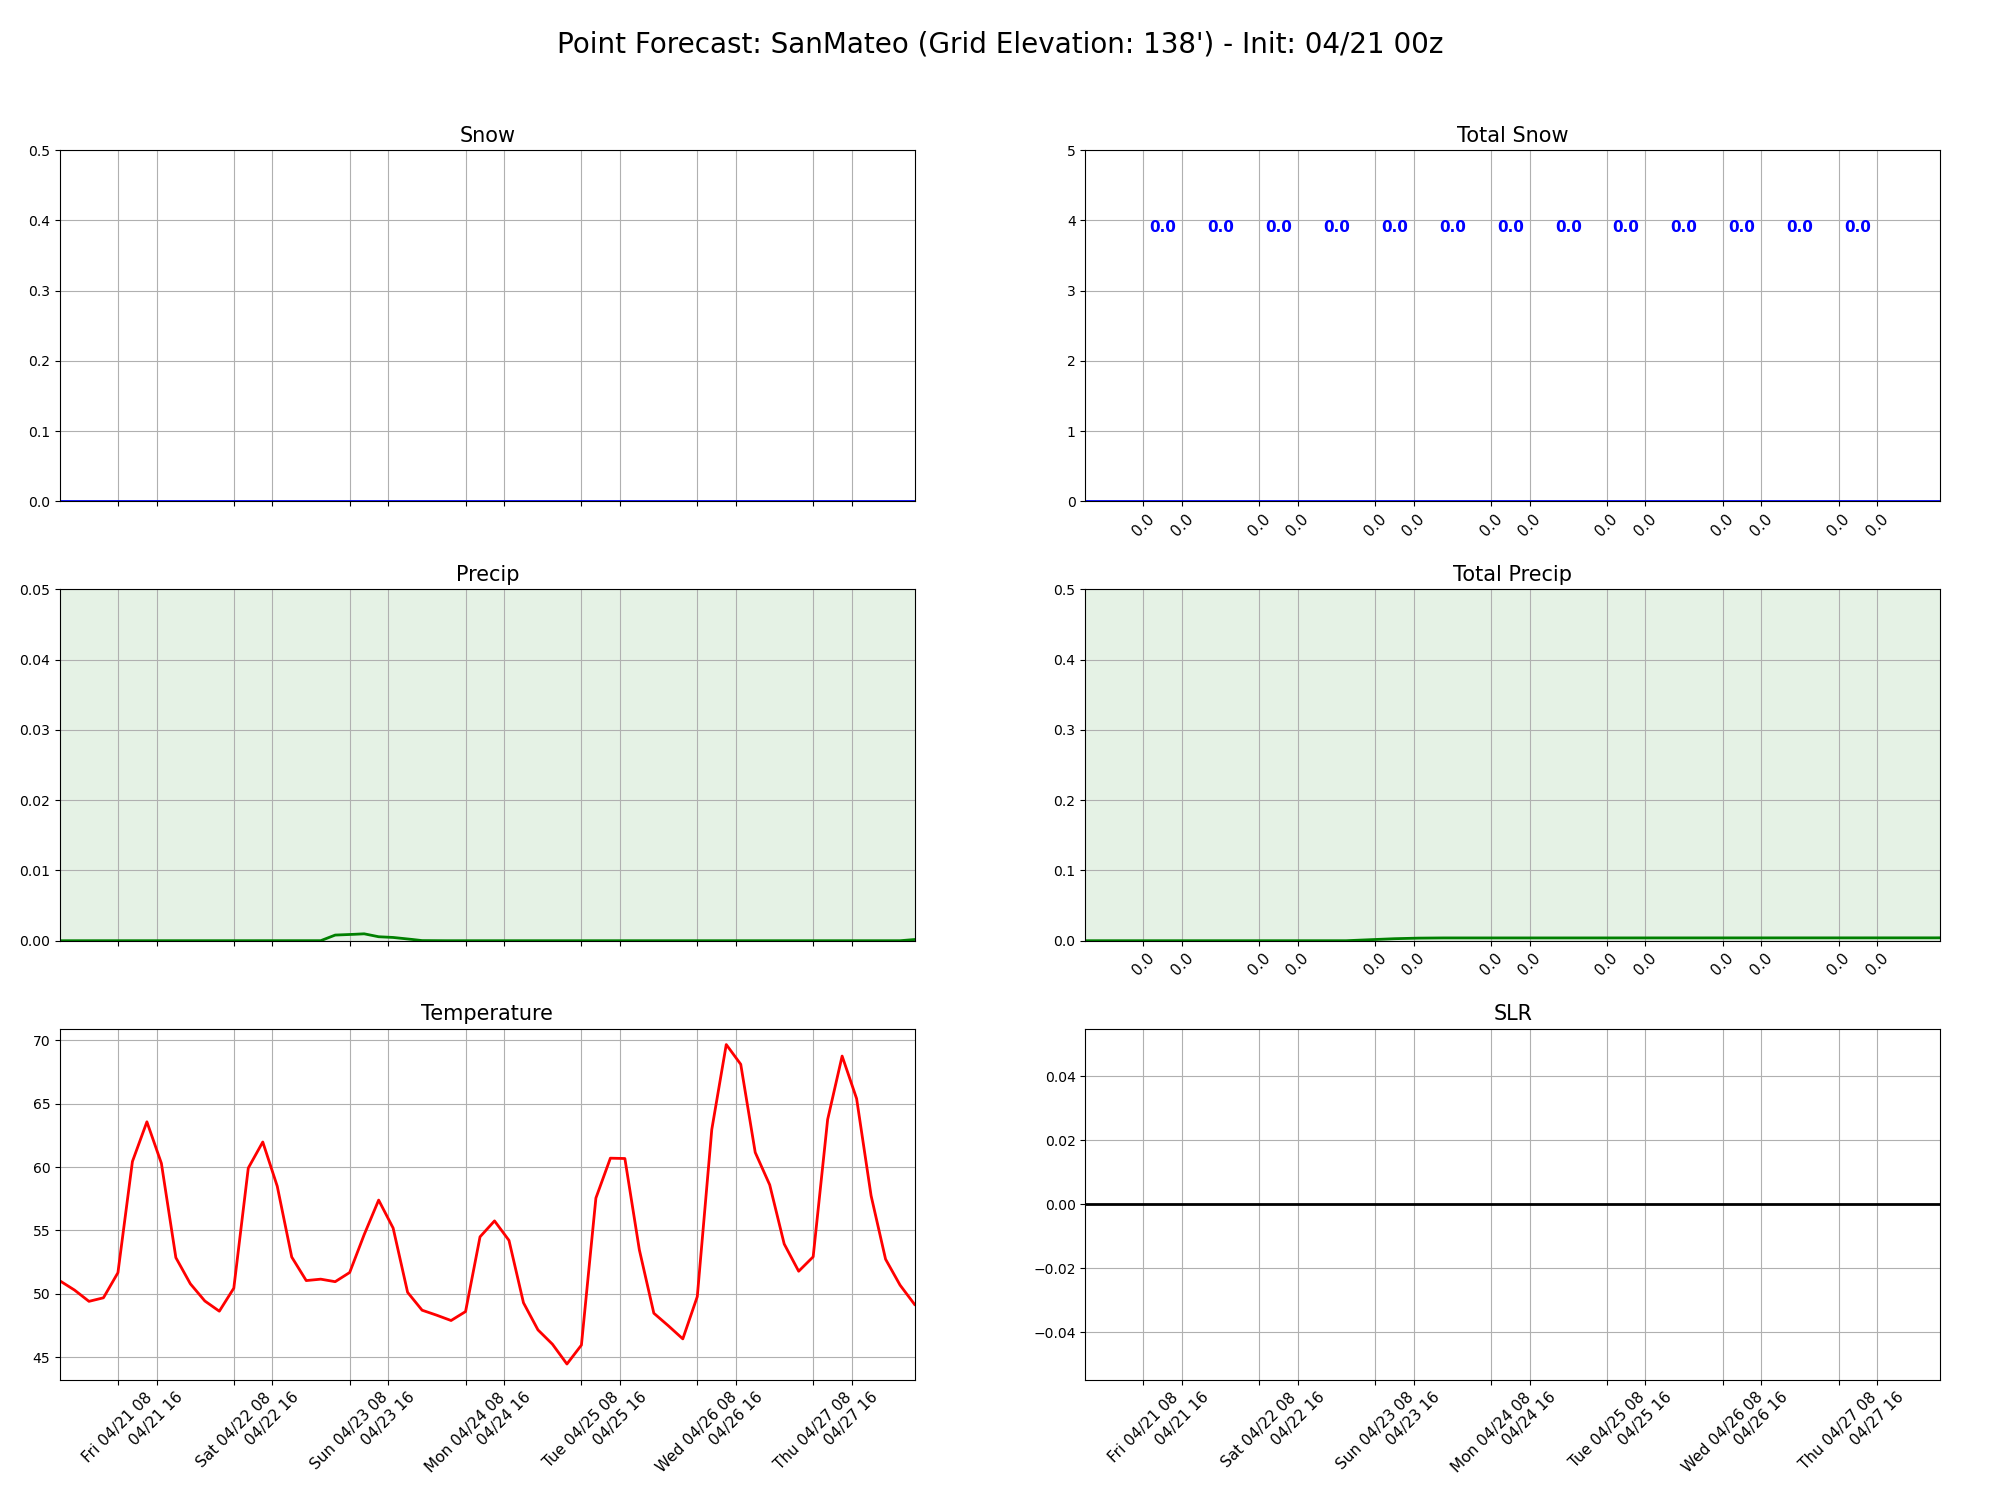 Point Forecast: SanMateo (Grid Elevation: 138') - Init: 04/21 00z
Snow
0.5
0.4
0.3
0.2
0.1
0.0
Total Snow
5
4
3
2
1
0
0.0 0.0 0.0 0.0 0.0 0.0 0.0 0.0 0.0 0.0 0.0 0.0 0.0
0.0 0.0 0.0 0.0 0.0 0.0 0.0 0.0 0.0 0.0 0.0 0.0 0.0 0.0
Precip
0.05
0.04
0.03
0.02
0.01
0.00
Total Precip
0.5
0.4
0.3
0.2
0.1
0.0
0.0 0.0 0.0 0.0 0.0 0.0 0.0 0.0 0.0 0.0 0.0 0.0 0.0 0.0
Temperature
70
65
60
55
50
45
Fri 04/21 08
04/21 16
Sat 04/22 08
04/22 16
Sun 04/23 08
04/23 16
Mon 04/24 08
04/24 16
Tue 04/25 08
04/25 16
Wed 04/26 08
04/26 16
Thu 04/27 08
04/27 16
SLR
0.04
0.02
0.00
−0.02
−0.04
Fri 04/21 08
04/21 16
Sat 04/22 08
04/22 16
Sun 04/23 08
04/23 16
Mon 04/24 08
04/24 16
Tue 04/25 08
04/25 16
Wed 04/26 08
04/26 16
Thu 04/27 08
04/27 16